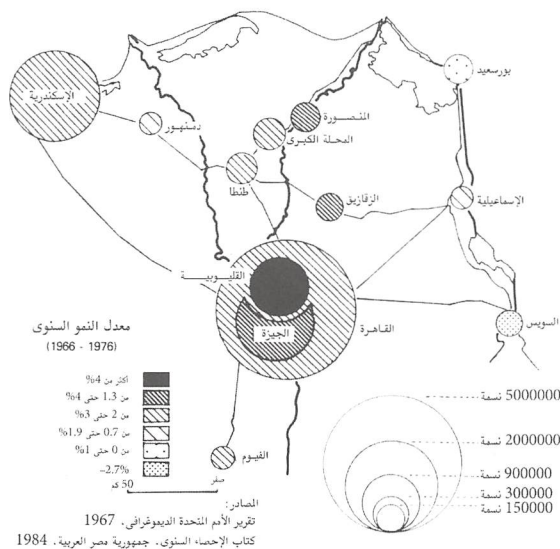 بورسعيد
الإسكندرية
المنصورة
دمنهور
المحلة الكبرى
طنطا
الزقازيق
الإسماعيلية
القليوبية
القاهرة
الجيزة
السويس
معدل النمو السنوى
(1966 - 1976)
أكثر من 4%
من 1.3 حتى 4%
من 2 حتى 3%
من 0.7 حتى 1.9%
من 0 حتى 1%
–2.7%
صفر 50 كم
الفيوم
5000000 نسمة
2000000 نسمة
900000 نسمة
300000 نسمة
150000 نسمة
المصادر:
تقرير الأمم المتحدة الديموغرافى. 1967
كتاب الإحصاء السنوى. جمهورية مصر العربية. 1984